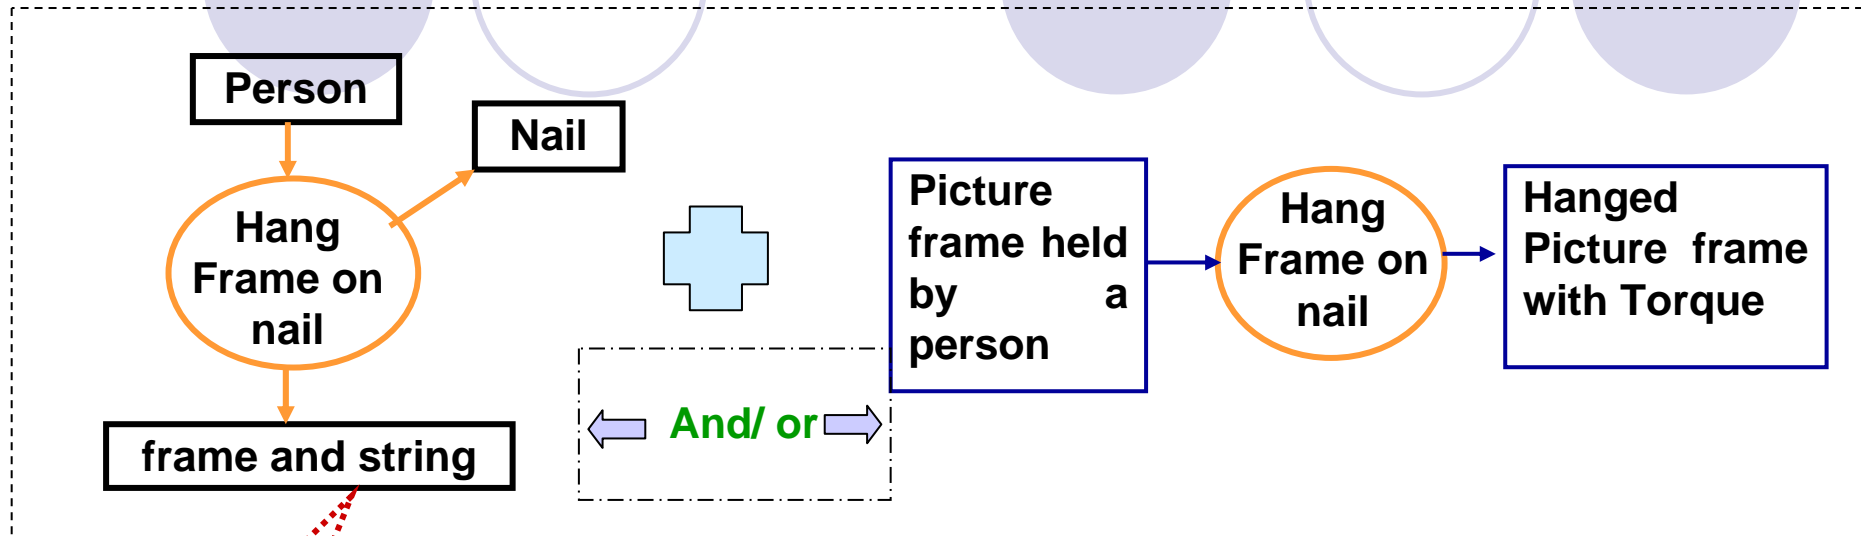 Person
Nail
Hang
Frame on
nail
frame and string
And/ or
Picture
frame held
by a
person
Hang
Frame on
nail
Hanged
Picture frame
with Torque